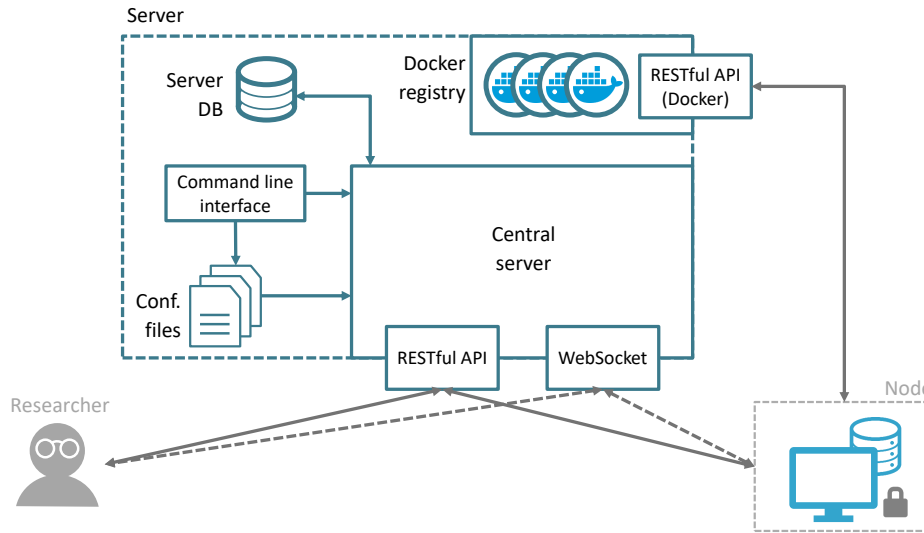 Server
Docker
registry
RESTful API
(Docker)
Server
DB
Command line
interface
Central
server
Conf.
files
RESTful API
WebSocket
Researcher
Node